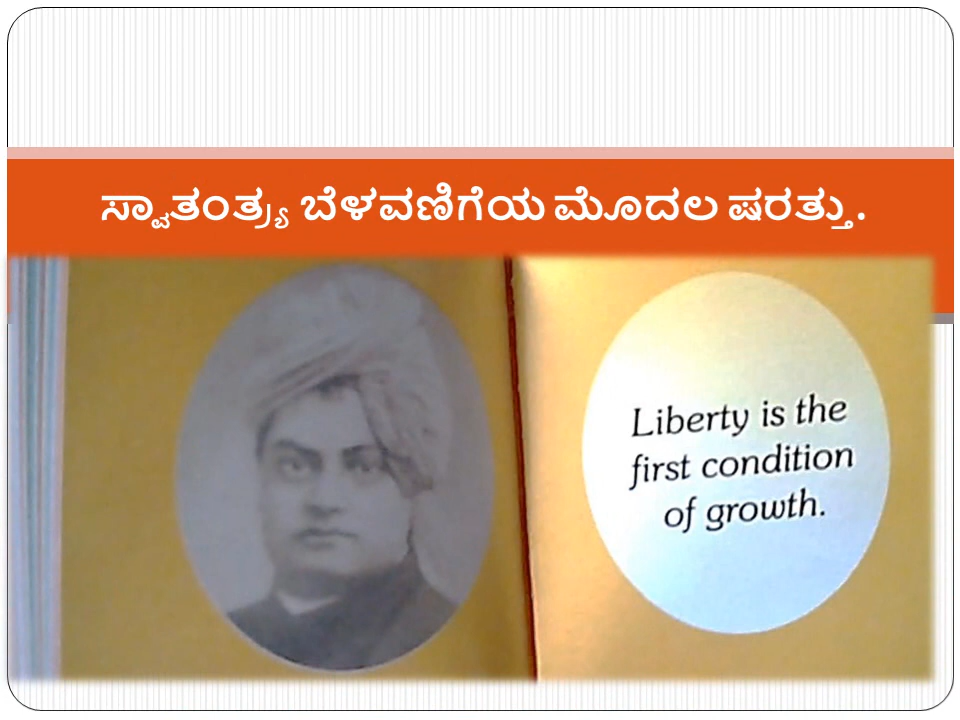 ಸ್ವಾತಂತ್ರ್ಯ ಬೆಳವಣಿಗೆಯ ಮೊದಲ ಷರತ್ತು.
Liberty is the
first condition
of growth.